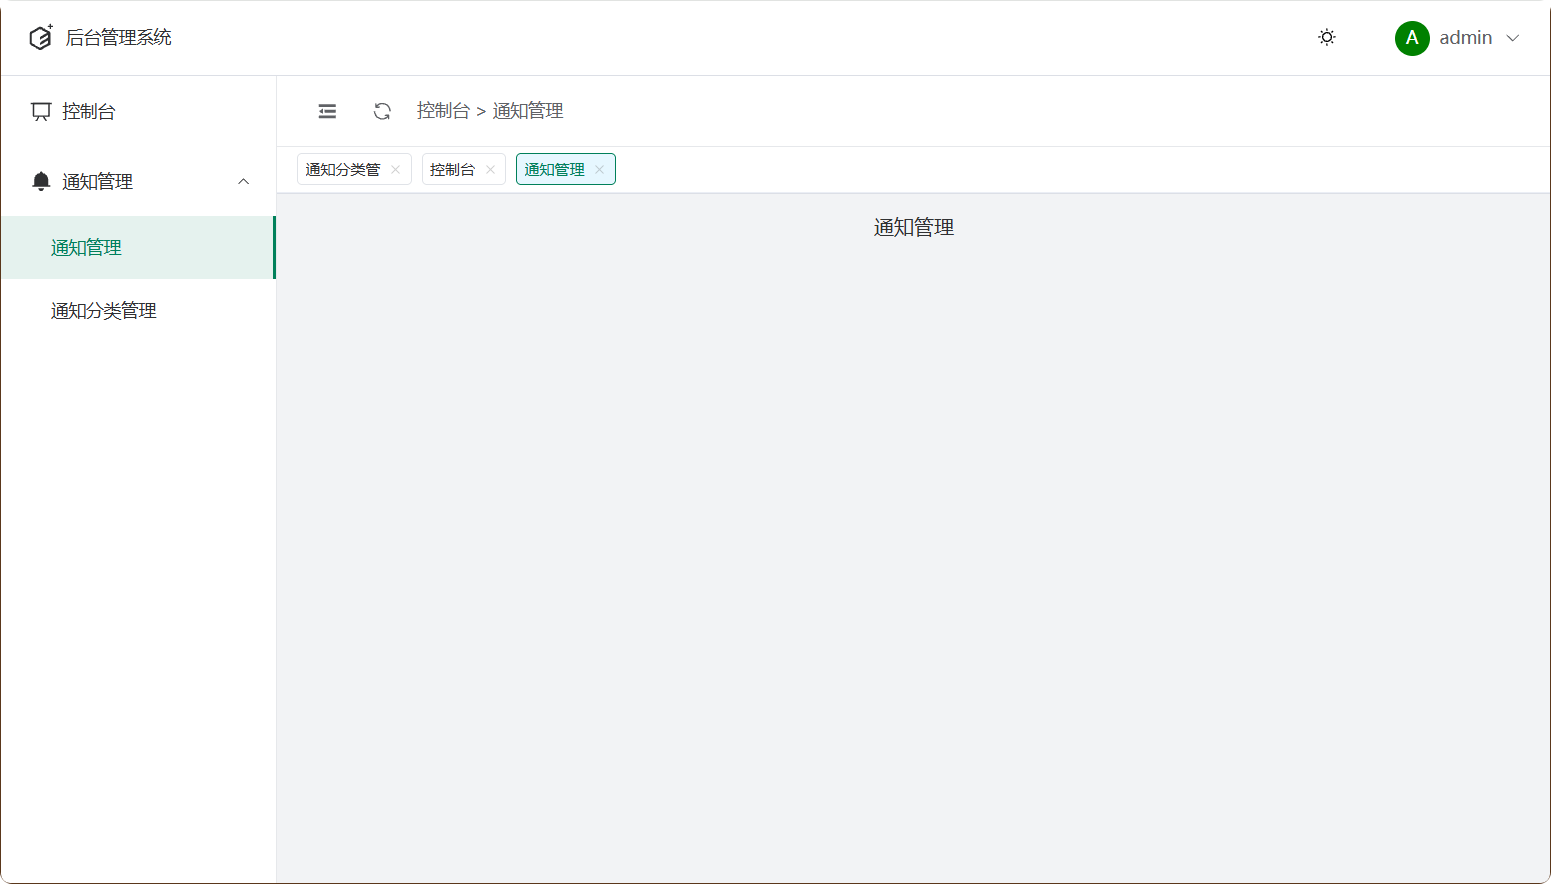 后台管理系统
A admin
控制台
通知管理
通知管理
通知分类管理
控制台 > 通知管理
通知分类管 控制台 通知管理
通知管理